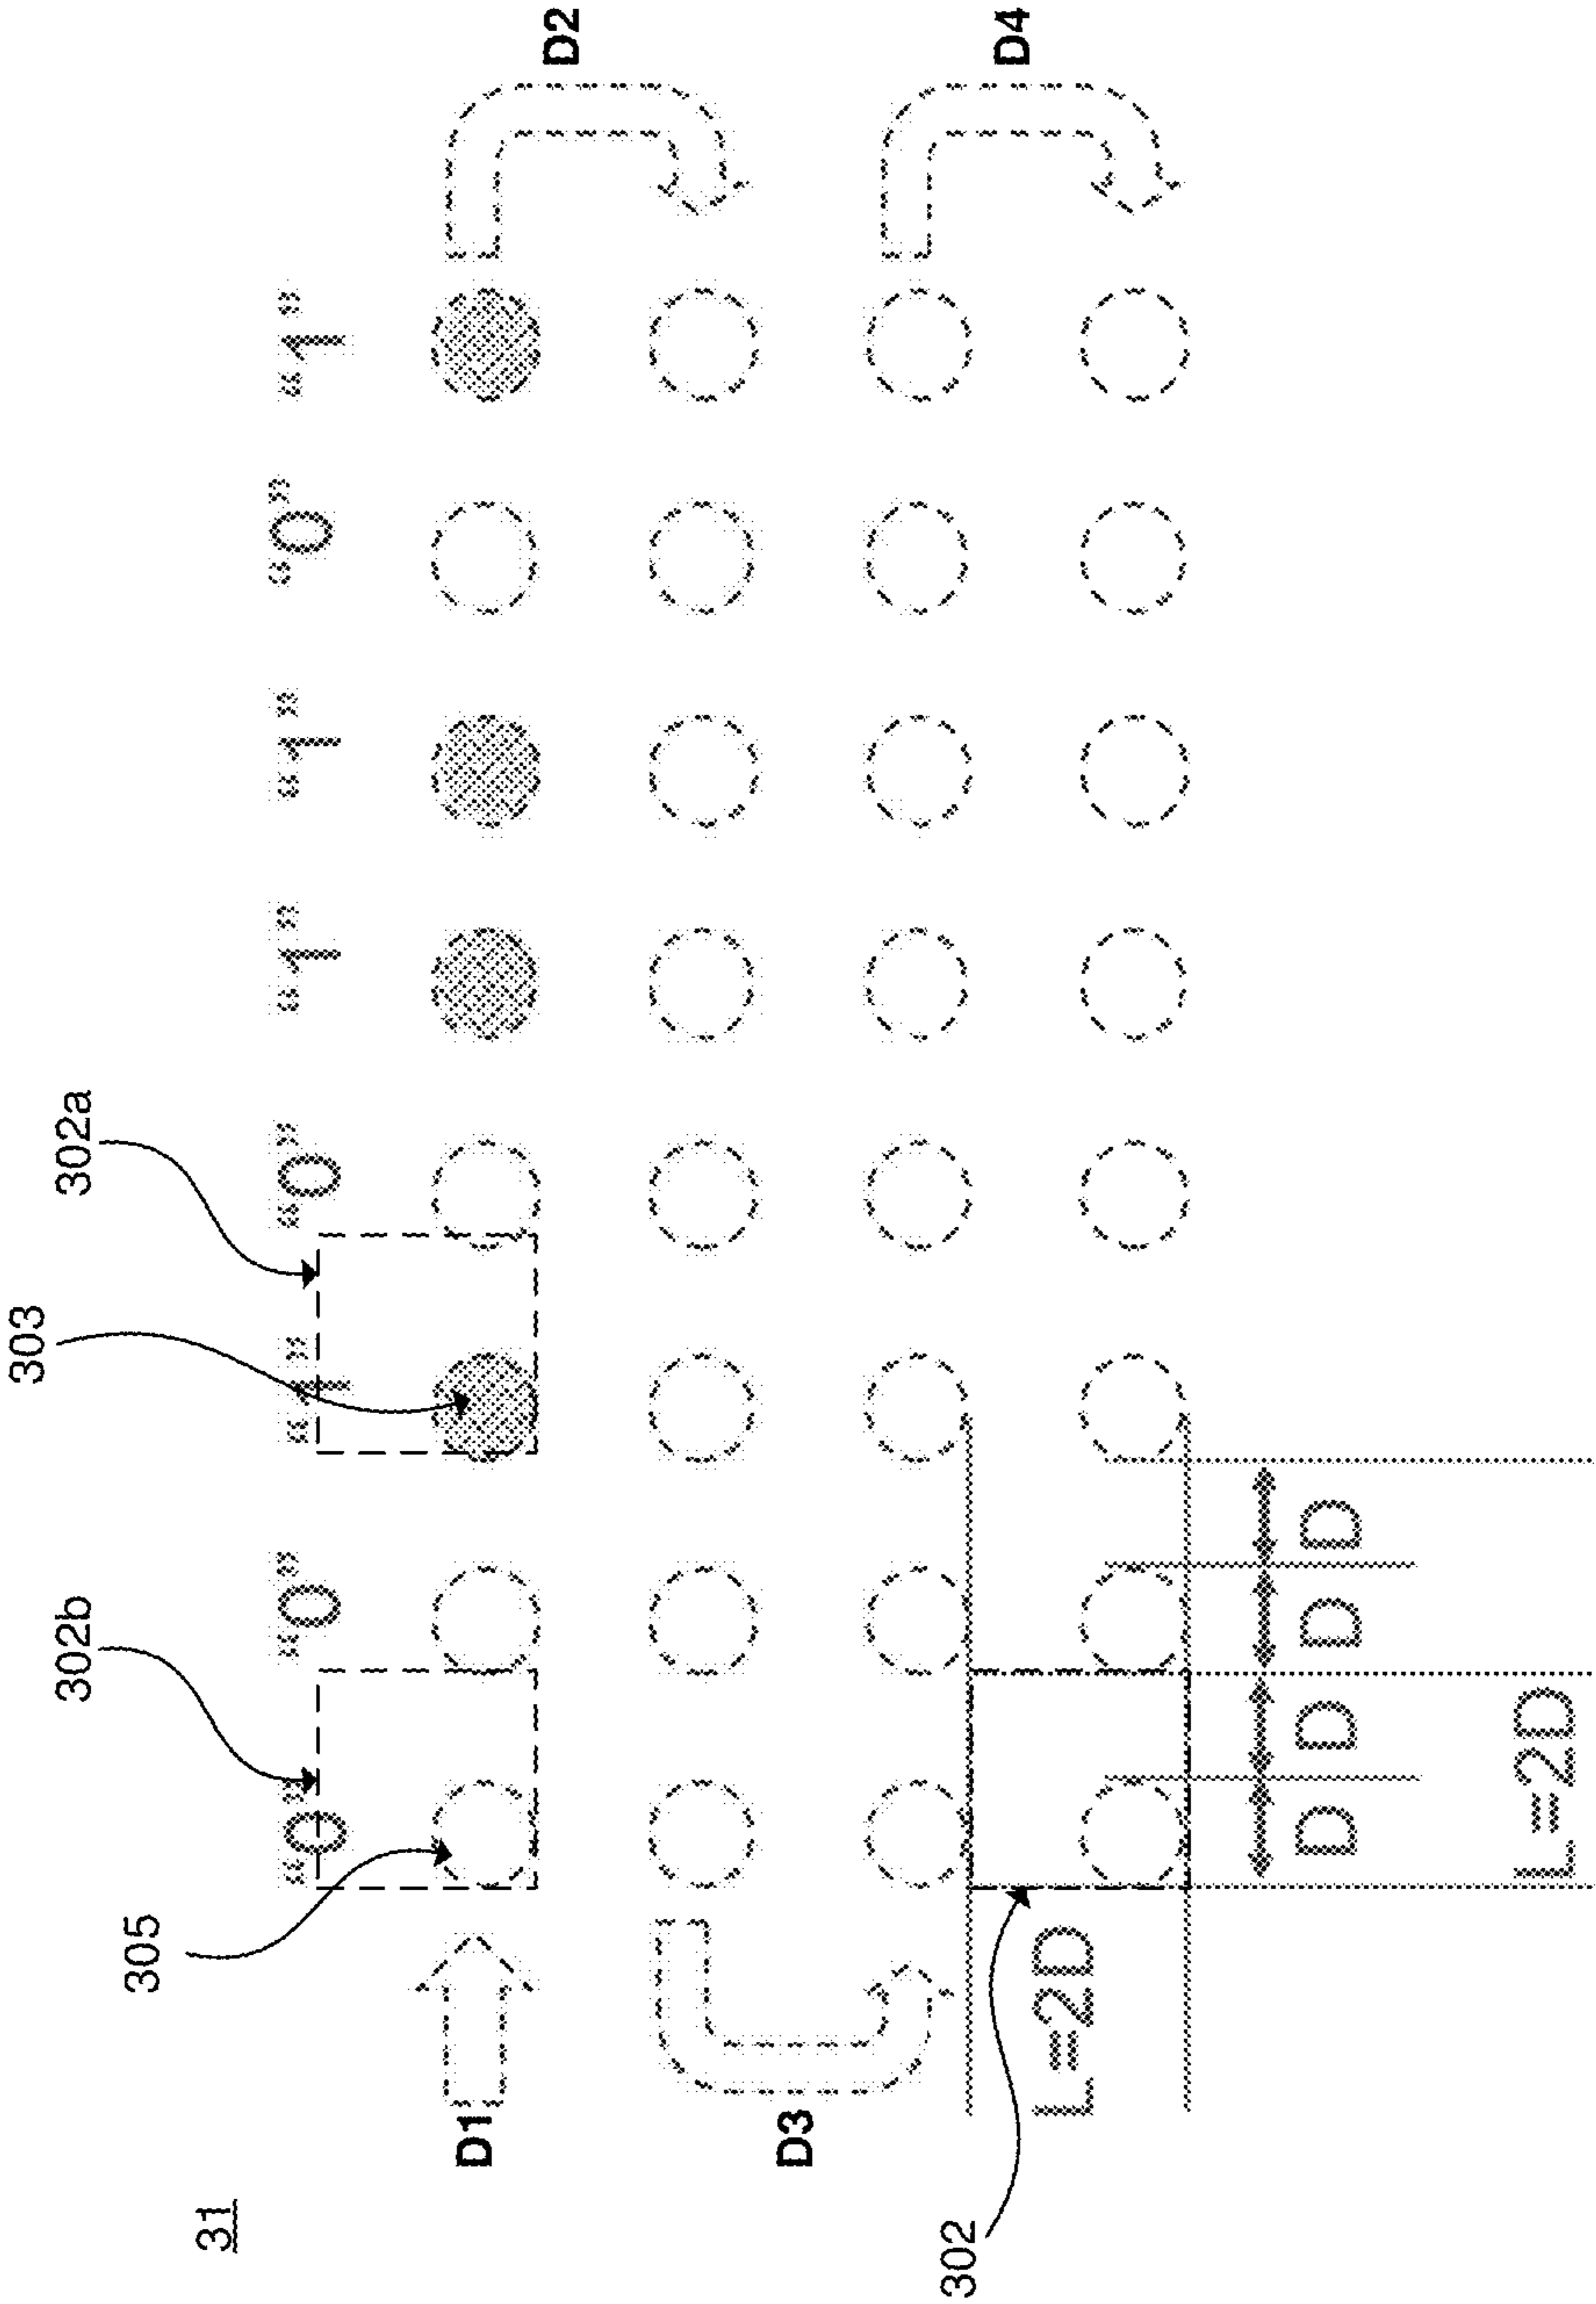 303
302b 302a
305
31
"0" "0" "1" "0" "1" "1" "0" "1"
D1
D2
D3
302
D4
L=2D
D D D D
L=2D